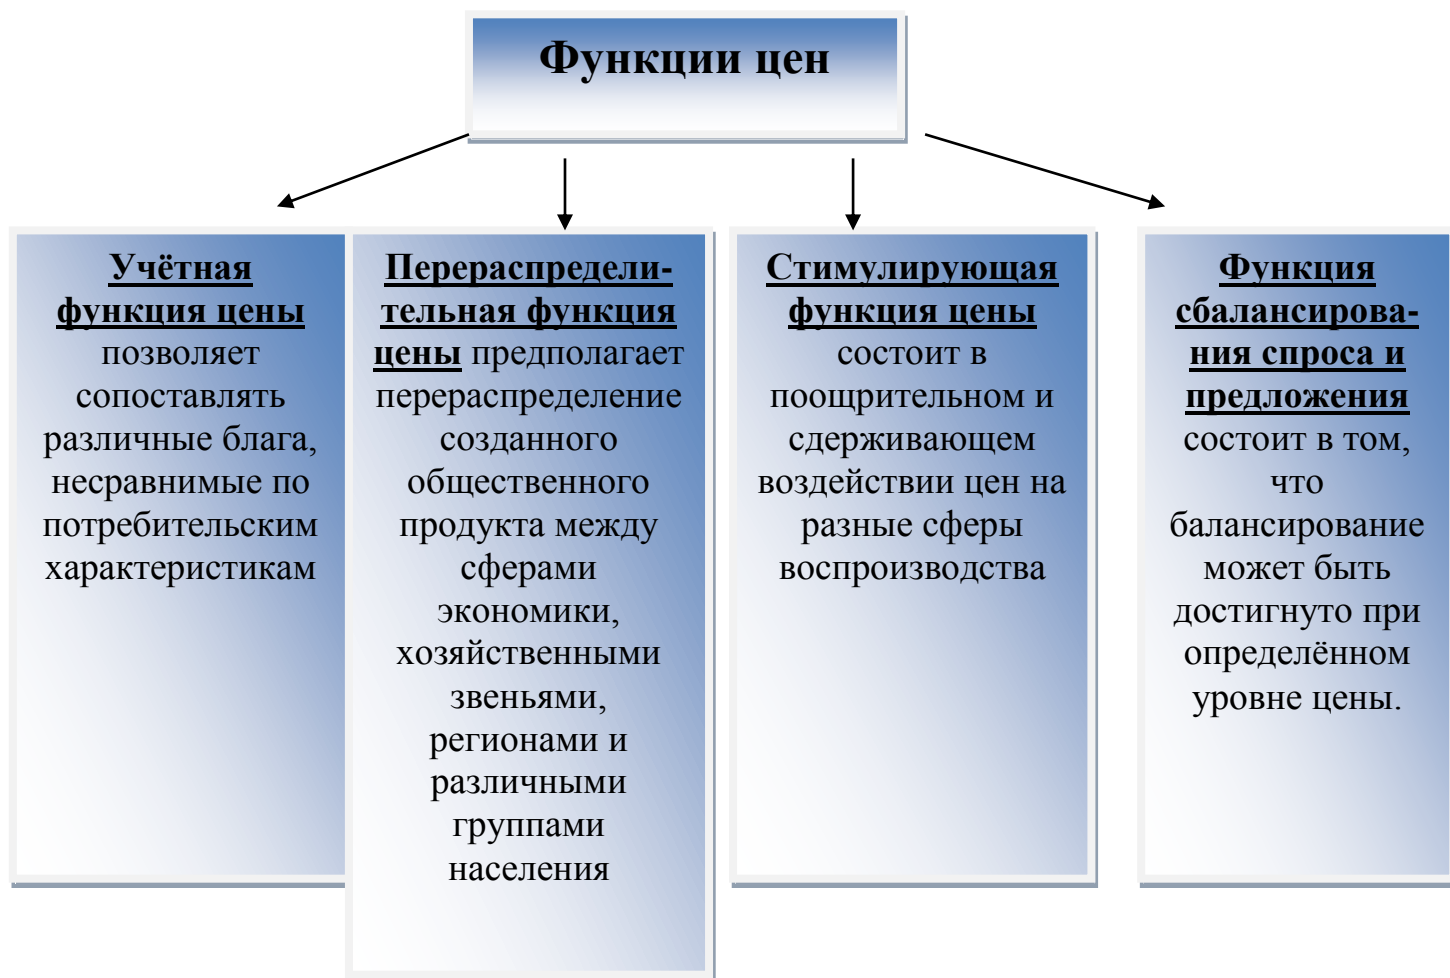 Функции цен
Учётная
функция цены
позволяет
сопоставлять
различные блага,
несравнимые по
потребительским
характеристикам
Перераспредели-
тельная функция
цены предполагает
перераспределение
созданного
общественного
продукта между
сферами
экономики,
хозяйственными
звеньями,
регионами и
различными
группами
населения
Стимулирующая
функция цены
состоит в
поощрительном и
сдерживающем
воздействии цен на
разные сферы
воспроизводства
Функция
сбалансирова-
ния спроса и
предложения
состоит в том,
что
балансирование
может быть
достигнуто при
определённом
уровне цены.